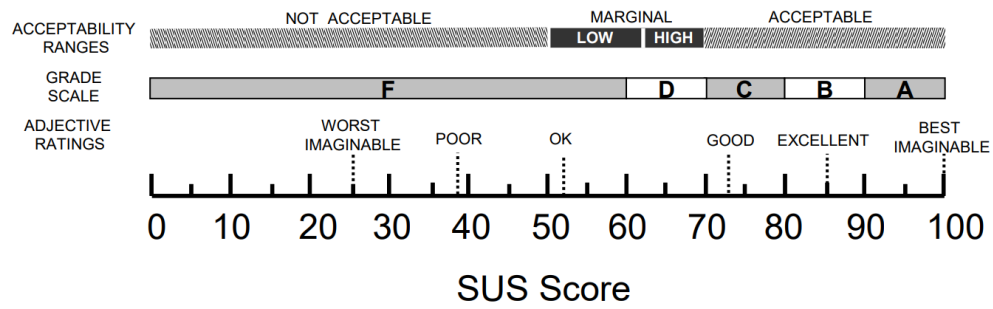 ACCEPTABILITY
RANGES
NOT ACCEPTABLE
MARGINAL
ACCEPTABLE
LOW
HIGH
GRADE
SCALE
F
D
C
B
A
ADJECTIVE
RATINGS
WORST
IMAGINABLE
POOR
OK
GOOD
EXCELLENT
BEST
IMAGINABLE
0 10 20 30 40 50 60 70 80 90 100
SUS Score